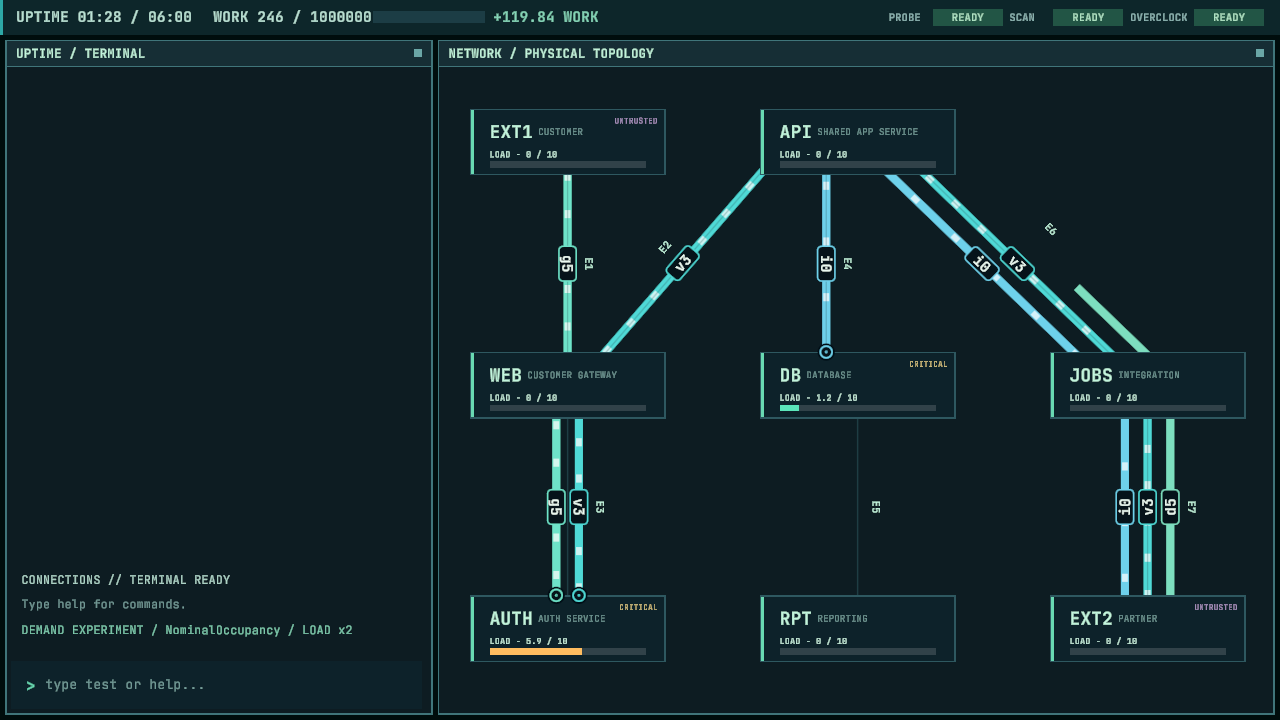 UPTIME 01:28 / 06:00 WORK 246 / 1000000 +119.84 WORK PROBE READY SCAN READY OVERCLOCK READY
UPTIME / TERMINAL
NETWORK / PHYSICAL TOPOLOGY
EXT1 CUSTOMER UNTRUSTED
LOAD - 0 / 10
API SHARED APP SERVICE
LOAD - 0 / 10
E6
E2
g5
E1
v3
i0
E4
i0
v3
WEB CUSTOMER GATEWAY
LOAD - 0 / 10
DB DATABASE CRITICAL
LOAD - 1.2 / 10
JOBS INTEGRATION
LOAD - 0 / 10
g5
v3
E3
E5
i0
v3
p5
E7
CONNECTIONS // TERMINAL READY
Type help for commands.
DEMAND EXPERIMENT / NominalOccupancy / LOAD x2
AUTH AUTH SERVICE CRITICAL
LOAD - 5.9 / 10
RPT REPORTING
LOAD - 0 / 10
EXT2 PARTNER UNTRUSTED
LOAD - 0 / 10
> type test or help...